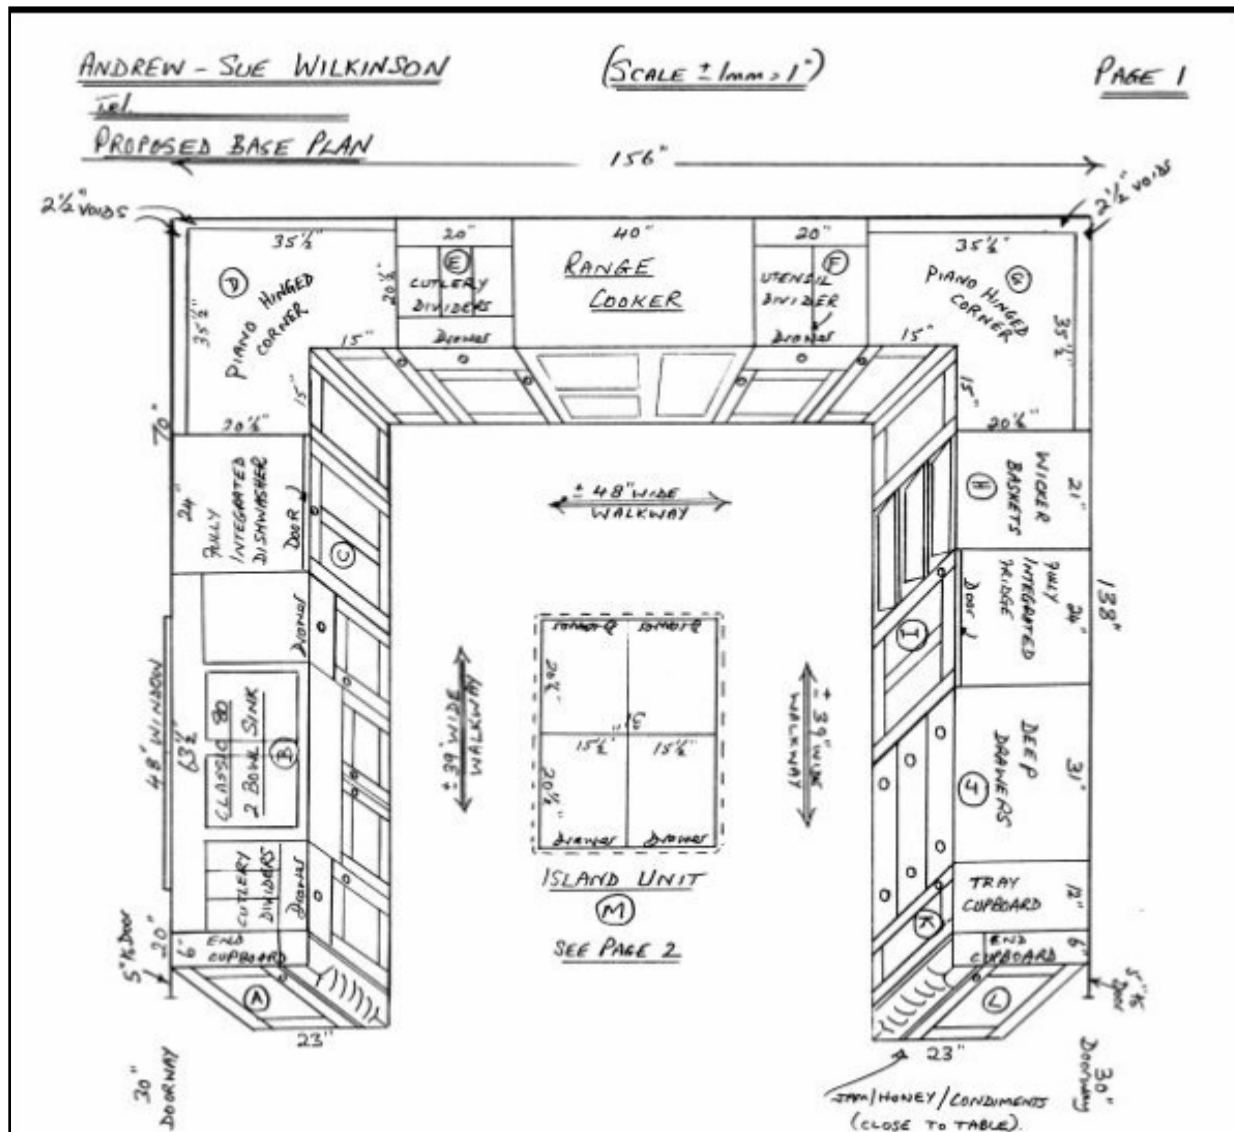 ANDREW - SUE WILKINSON
(SCALE ± 1mm = 1")
PAGE 1
Tel.
PROPOSED BASE PLAN
156"
2½" VOIDS
2½" VOIDS
35½"
20"
40"
20"
35½"
D
PIANO HINGED
CORNER
35½"
20½"
E
CUTLERY
DIVIDERS
Drawer
RANGE
COOKER
F
UTENSIL
DIVIDER
Drawer
G
PIANO HINGED
CORNER
35½"
15"
15"
15"
15"
20½"
20½"
70"
24"
FULLY
INTEGRATED
DISHWASHER
DOOR
C
± 48" WIDE
WALKWAY
H
WICKER
BASKETS
21"
FULLY
INTEGRATED
FRIDGE
24"
Door
I
138"
Drawer
48" WINDOW
63½"
CLASSIC 80
2 BOWL SINK
B
± 39" WIDE
WALKWAY
Drawer
Drawer
20½"
31"
15½"
15½"
20½"
Drawer
Drawer
± 39" WIDE
WALKWAY
DEEP
DRAWERS
J
31"
CUTLERY
DIVIDERS
Drawer
ISLAND UNIT
M
SEE PAGE 2
TRAY
CUPBOARD
12"
K
20"
6"
END
CUPBOARD
END
CUPBOARD
6"
A
L
23"
23"
30"
DOORWAY
30"
Doorway
JAM/HONEY/CONDIMENTS
(CLOSE TO TABLE).